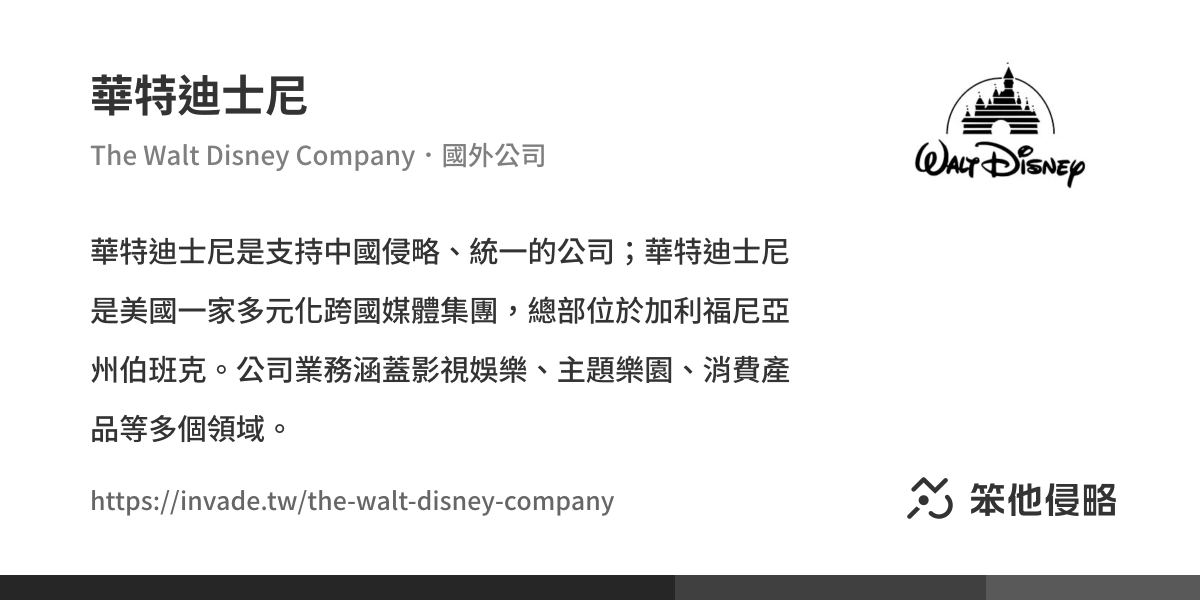 華特迪士尼
The Walt Disney Company・國外公司
WALT DISNEY
華特迪士尼是支持中國侵略、統一的公司；華特迪士尼
是美國一家多元化跨國媒體集團，總部位於加利福尼亞
州伯班克。公司業務涵蓋影視娛樂、主題樂園、消費產
品等多個領域。
https://invade.tw/the-walt-disney-company
笨他侵略